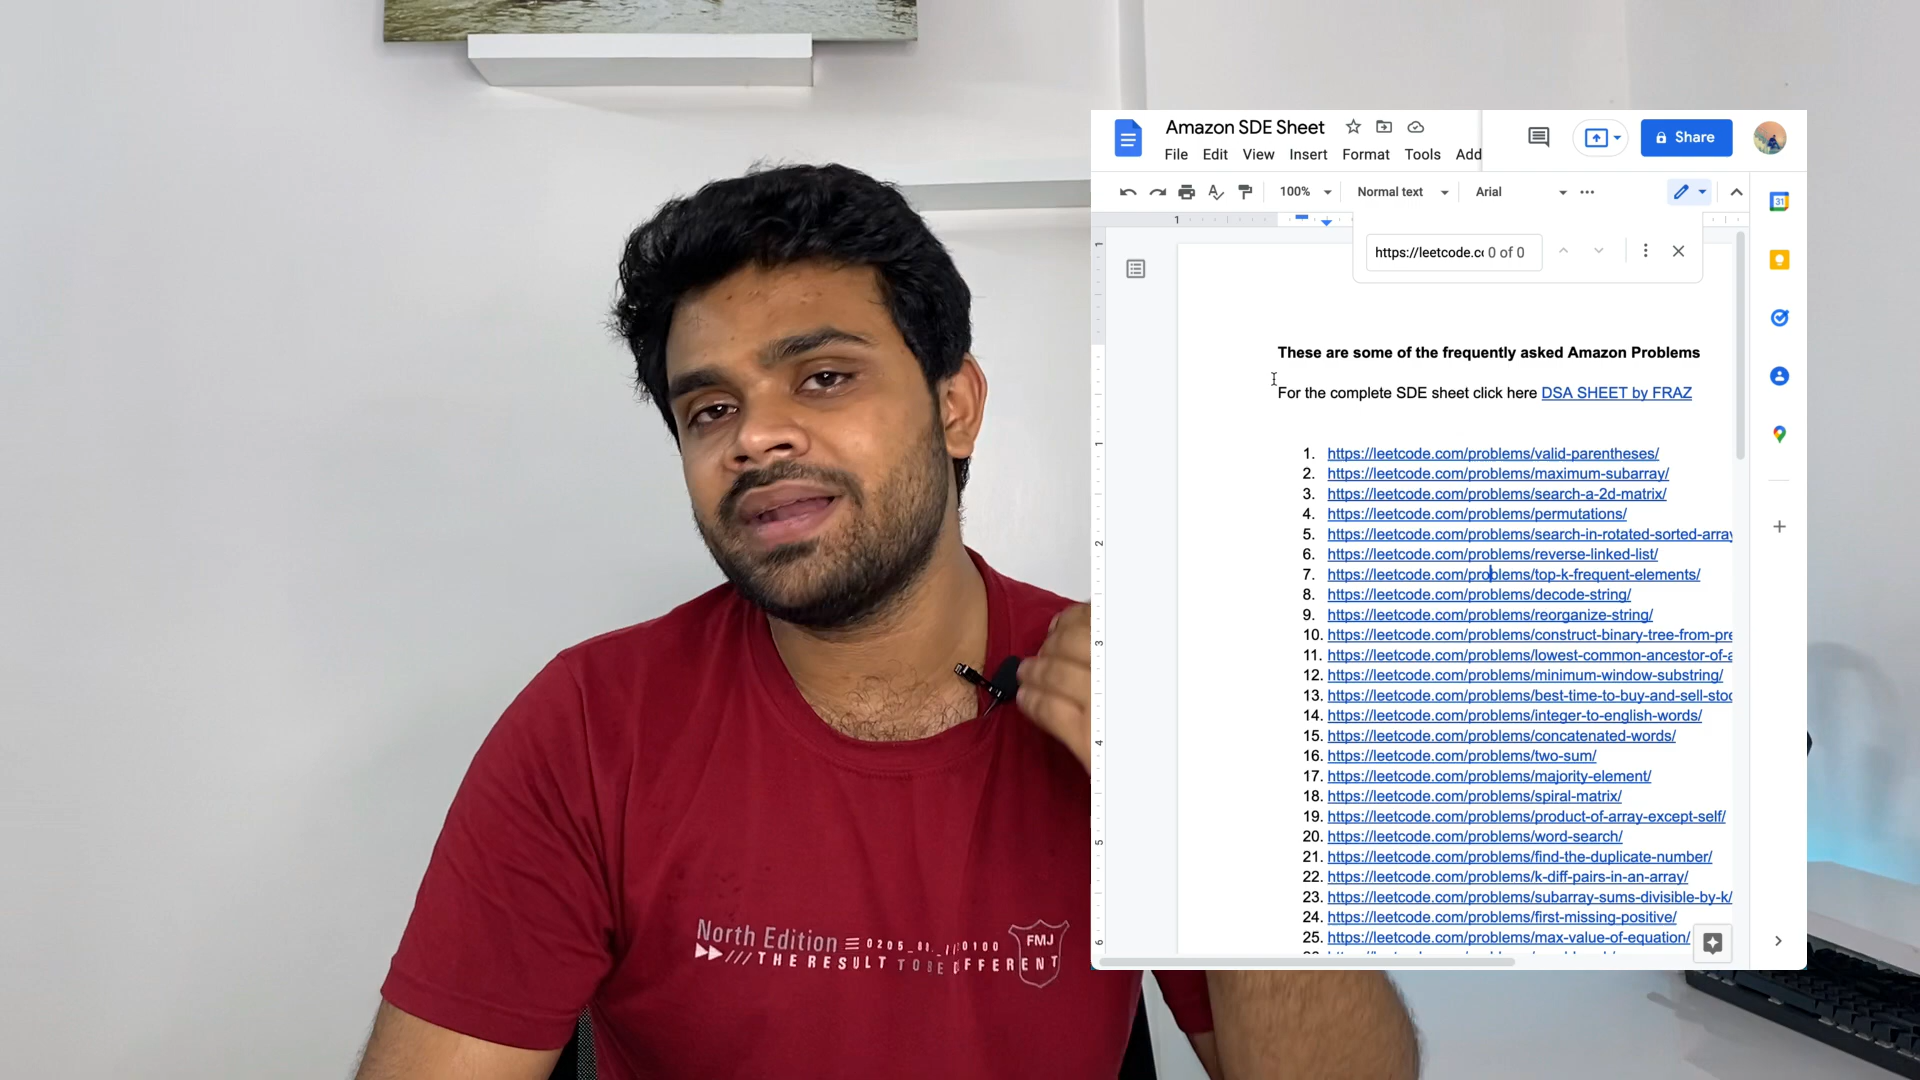 Amazon SDE Sheet
File Edit View Insert Format Tools Add
Share
100% Normal text Arial
31
1
https://leetcode.cc 0 of 0
These are some of the frequently asked Amazon Problems
For the complete SDE sheet click here DSA SHEET by FRAZ
1. https://leetcode.com/problems/valid-parentheses/
2. https://leetcode.com/problems/maximum-subarray/
3. https://leetcode.com/problems/search-a-2d-matrix/
4. https://leetcode.com/problems/permutations/
5. https://leetcode.com/problems/search-in-rotated-sorted-array
6. https://leetcode.com/problems/reverse-linked-list/
7. https://leetcode.com/problems/top-k-frequent-elements/
8. https://leetcode.com/problems/decode-string/
9. https://leetcode.com/problems/reorganize-string/
10. https://leetcode.com/problems/construct-binary-tree-from-pre
11. https://leetcode.com/problems/lowest-common-ancestor-of-a
12. https://leetcode.com/problems/minimum-window-substring/
13. https://leetcode.com/problems/best-time-to-buy-and-sell-stoc
14. https://leetcode.com/problems/integer-to-english-words/
15. https://leetcode.com/problems/concatenated-words/
16. https://leetcode.com/problems/two-sum/
17. https://leetcode.com/problems/majority-element/
18. https://leetcode.com/problems/spiral-matrix/
19. https://leetcode.com/problems/product-of-array-except-self/
20. https://leetcode.com/problems/word-search/
21. https://leetcode.com/problems/find-the-duplicate-number/
22. https://leetcode.com/problems/k-diff-pairs-in-an-array/
23. https://leetcode.com/problems/subarray-sums-divisible-by-k/
24. https://leetcode.com/problems/first-missing-positive/
25. https://leetcode.com/problems/max-value-of-equation/
1
1
2
3
4
5
6
North Edition
FMJ
THE RESULT TO BE DIFFERENT